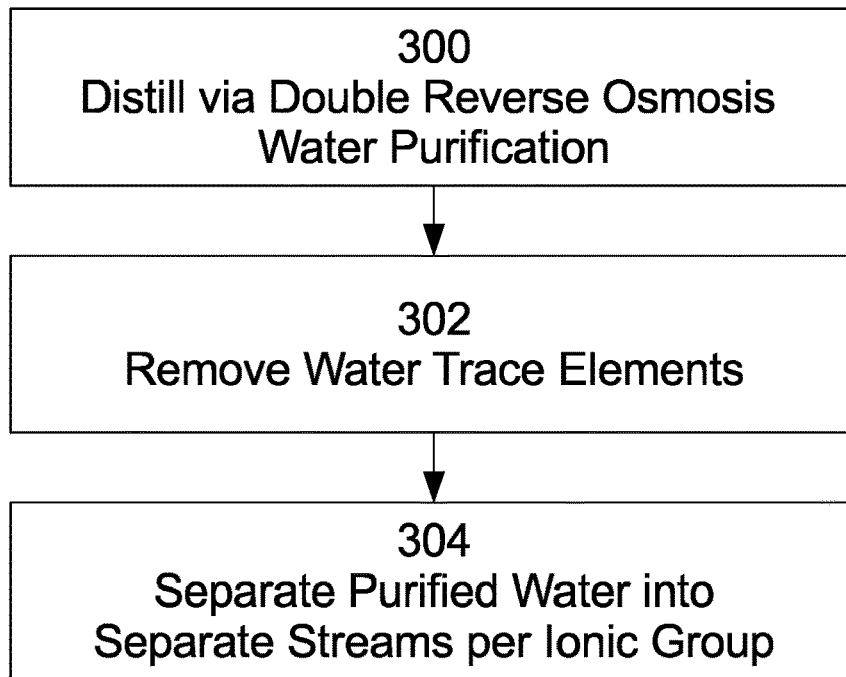 300
Distill via Double Reverse Osmosis
Water Purification
302
Remove Water Trace Elements
304
Separate Purified Water into
Separate Streams per Ionic Group